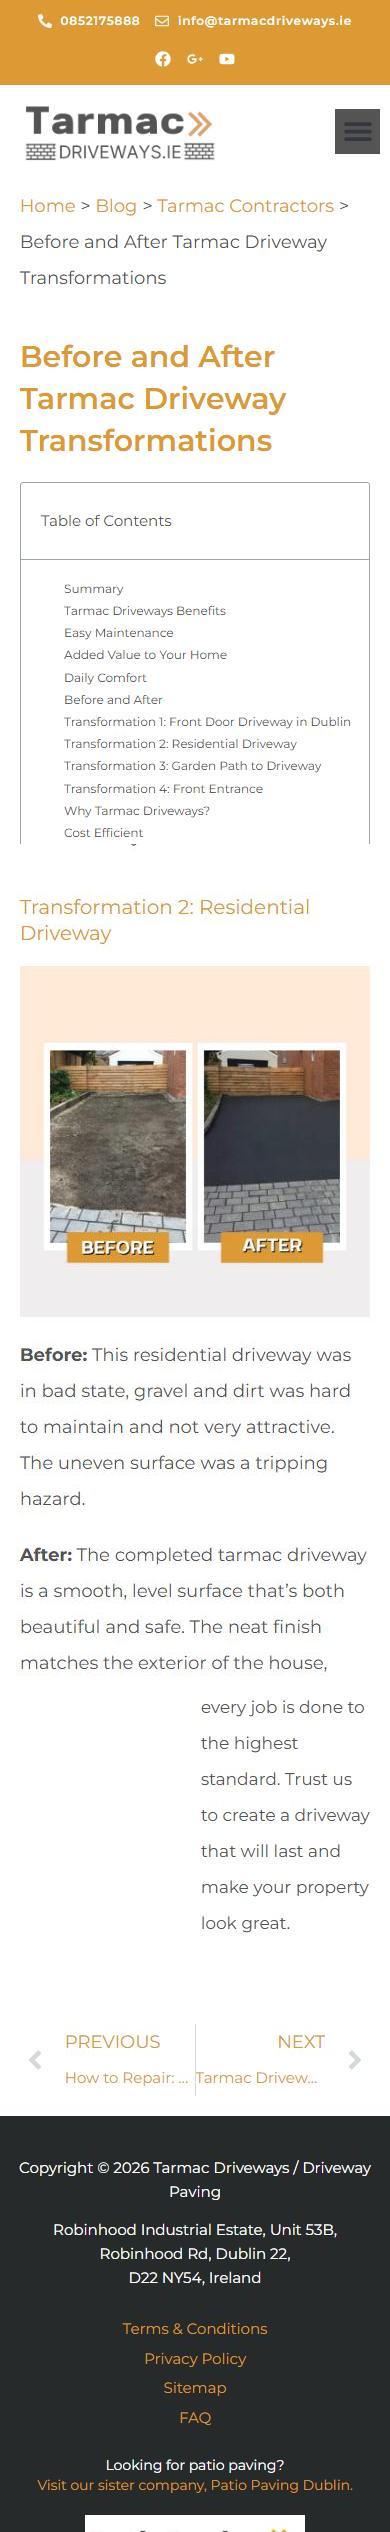 0852175888 info@tarmacdriveways.ie
Tarmac
DRIVEWAYS.IE
Home > Blog > Tarmac Contractors >
Before and After Tarmac Driveway
Transformations
Before and After
Tarmac Driveway
Transformations
Table of Contents
Summary
Tarmac Driveways Benefits
Easy Maintenance
Added Value to Your Home
Daily Comfort
Before and After
Transformation 1: Front Door Driveway in Dublin
Transformation 2: Residential Driveway
Transformation 3: Garden Path to Driveway
Transformation 4: Front Entrance
Why Tarmac Driveways?
Cost Efficient
Transformation 2: Residential
Driveway
BEFORE AFTER
Before: This residential driveway was
in bad state, gravel and dirt was hard
to maintain and not very attractive.
The uneven surface was a tripping
hazard.
After: The completed tarmac driveway
is a smooth, level surface that's both
beautiful and safe. The neat finish
matches the exterior of the house,
every job is done to
the highest
standard. Trust us
to create a driveway
that will last and
make your property
look great.
PREVIOUS NEXT
How to Repair: ... Tarmac Drivew...
Copyright © 2026 Tarmac Driveways / Driveway
Paving
Robinhood Industrial Estate, Unit 53B,
Robinhood Rd, Dublin 22,
D22 NY54, Ireland
Terms & Conditions
Privacy Policy
Sitemap
FAQ
Looking for patio paving?
Visit our sister company, Patio Paving Dublin.